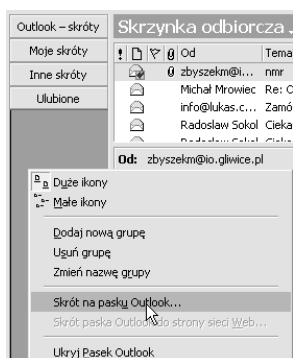 Outlook – skróty
Moje skróty
Inne skróty
Ulubione
Skrzynka odbiorcza
! Od Tema
zbyszekm@i... nmr
Michał Mrowiec Re: O
info@lukas.c... Zamó
Radosław Sokol Cieka
Od: zbyszekm@io.gliwice.pl
Duże ikony
Małe ikony
Dodaj nową grupę
Usuń grupę
Zmień nazwę grupy
Skrót na pasku Outlook...
Skrót paska Outlook do strony sieci Web...
Ukryj Pasek Outlook